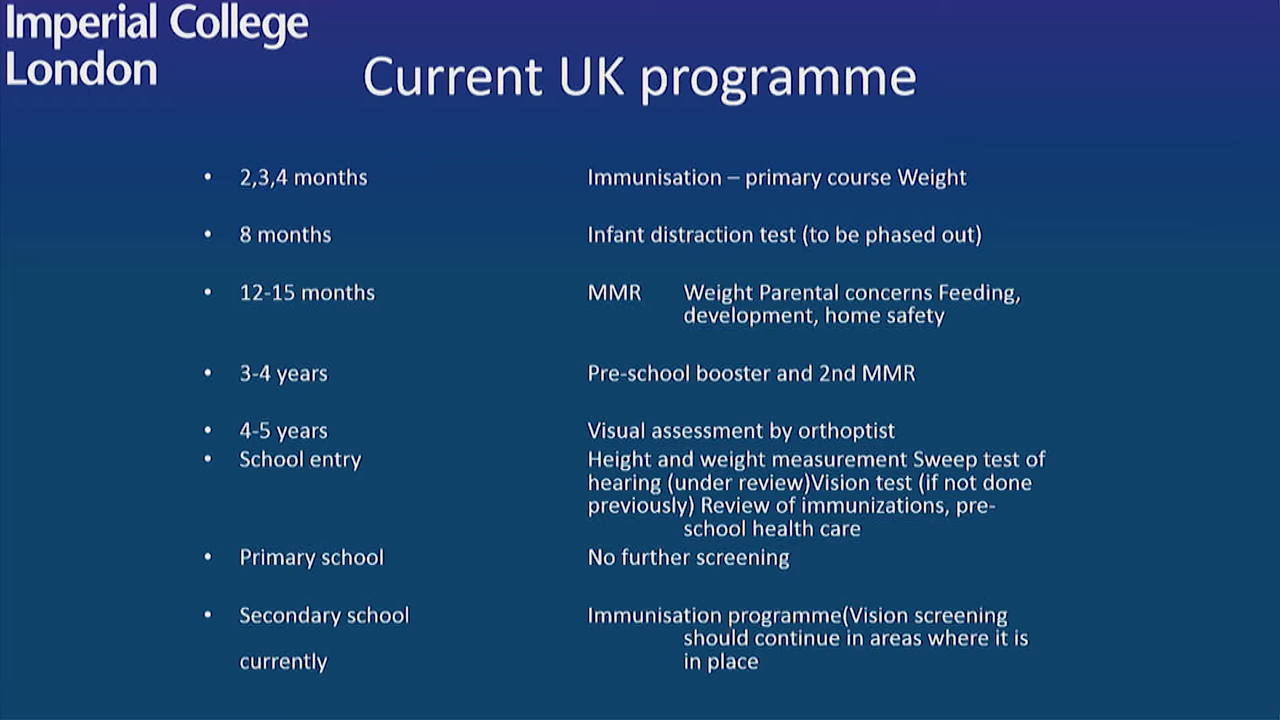 Imperial College
London
Current UK programme
• 2,3,4 months Immunisation – primary course Weight
• 8 months Infant distraction test (to be phased out)
• 12-15 months MMR Weight Parental concerns Feeding,
development, home safety
• 3-4 years Pre-school booster and 2nd MMR
• 4-5 years Visual assessment by orthoptist
• School entry Height and weight measurement Sweep test of
hearing (under review)Vision test (if not done
previously) Review of immunizations, pre-
school health care
• Primary school No further screening
• Secondary school Immunisation programme(Vision screening
should continue in areas where it is
currently in place